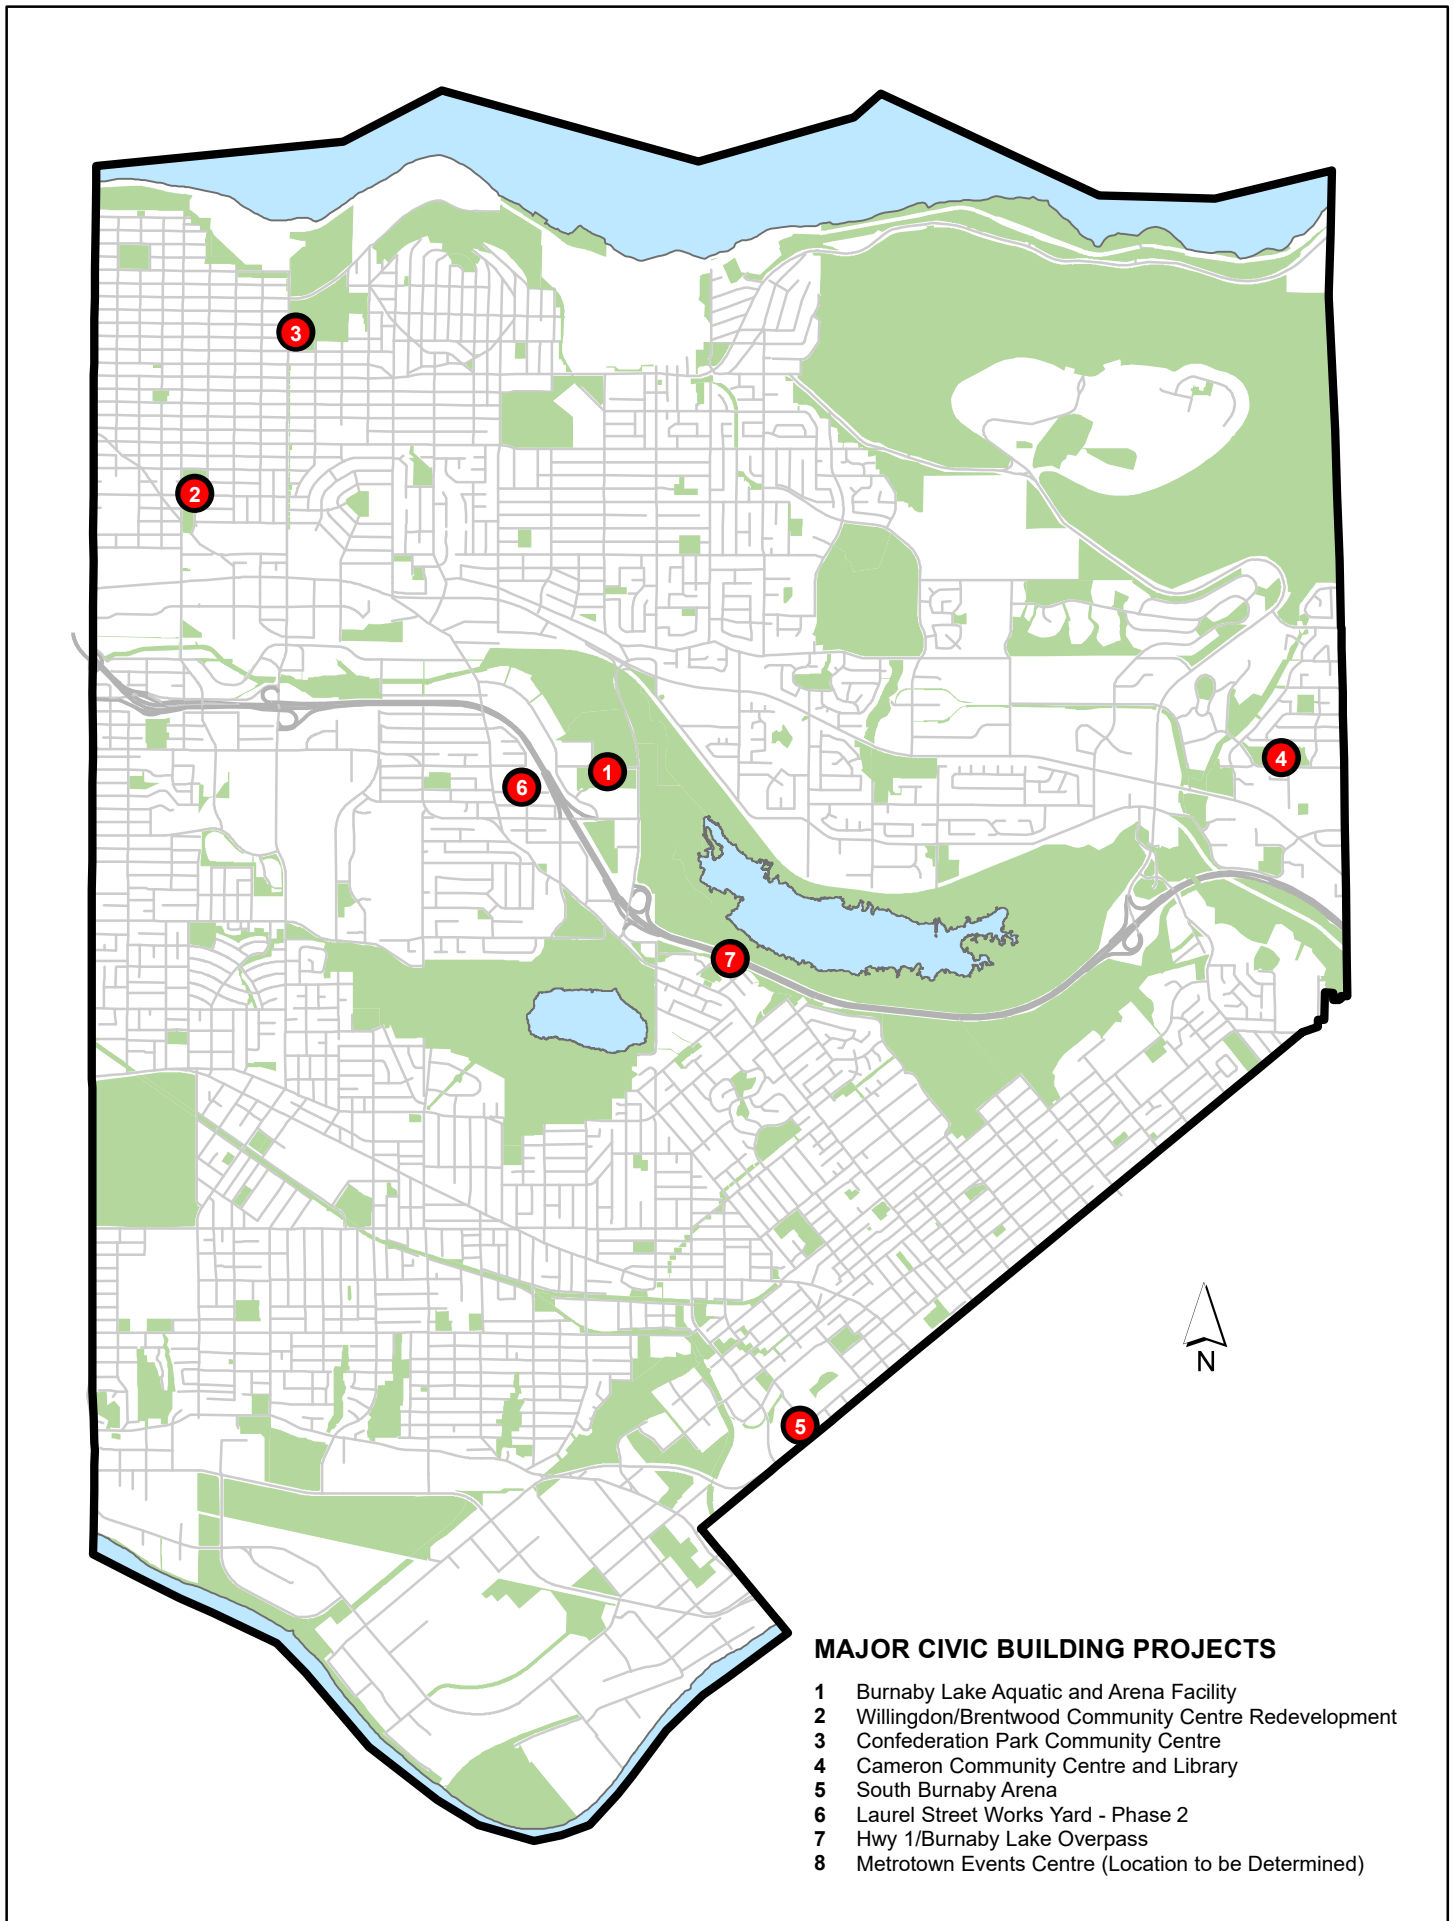 3
2
4
1
6
7
N
5
MAJOR CIVIC BUILDING PROJECTS
1 Burnaby Lake Aquatic and Arena Facility
2 Willingdon/Brentwood Community Centre Redevelopment
3 Confederation Park Community Centre
4 Cameron Community Centre and Library
5 South Burnaby Arena
6 Laurel Street Works Yard - Phase 2
7 Hwy 1/Burnaby Lake Overpass
8 Metrotown Events Centre (Location to be Determined)